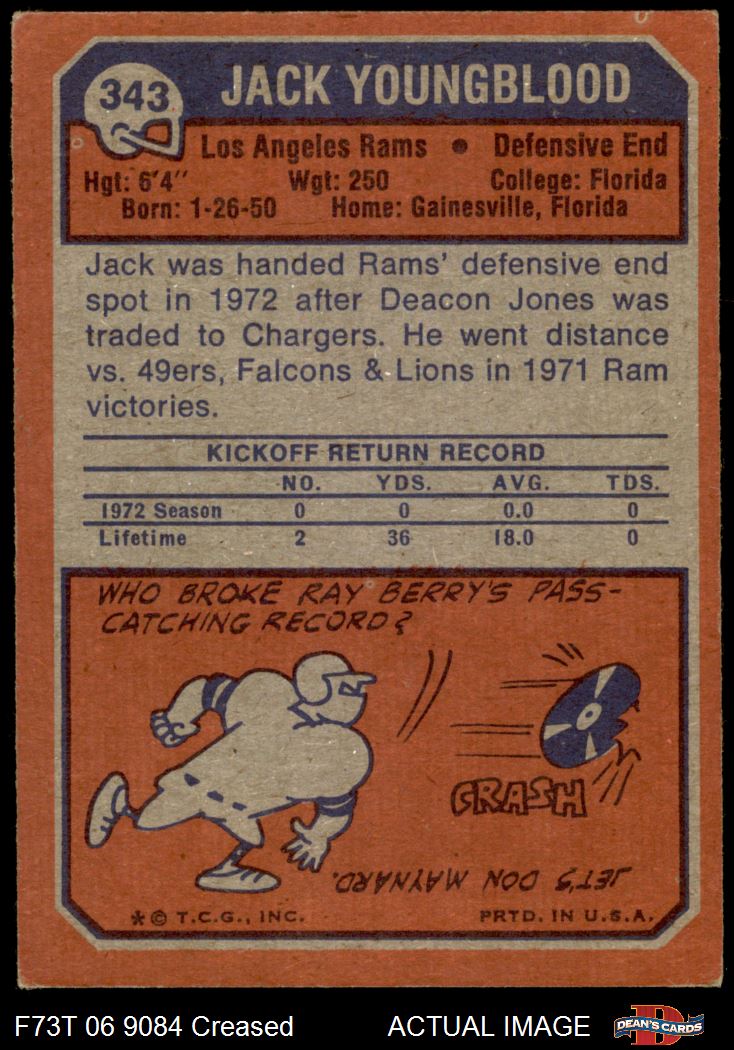 343
JACK YOUNGBLOOD
Los Angeles Rams • Defensive End
Hgt: 6'4" Wgt: 250 College: Florida
Born: 1-26-50 Home: Gainesville, Florida
Jack was handed Rams' defensive end
spot in 1972 after Deacon Jones was
traded to Chargers. He went distance
vs. 49ers, Falcons & Lions in 1971 Ram
victories.
KICKOFF RETURN RECORD
NO. YDS. AVG. TDS.
1972 Season 0 0 0.0 0
Lifetime 2 36 18.0 0
WHO BROKE RAY BERRY'S PASS-
CATCHING RECORD?
CRASH
JET'S DON MAYNARD.
* © T.C.G., INC. PRTD. IN U.S.A.
F73T 06 9084 Creased ACTUAL IMAGE
D
DEAN'S CARDS